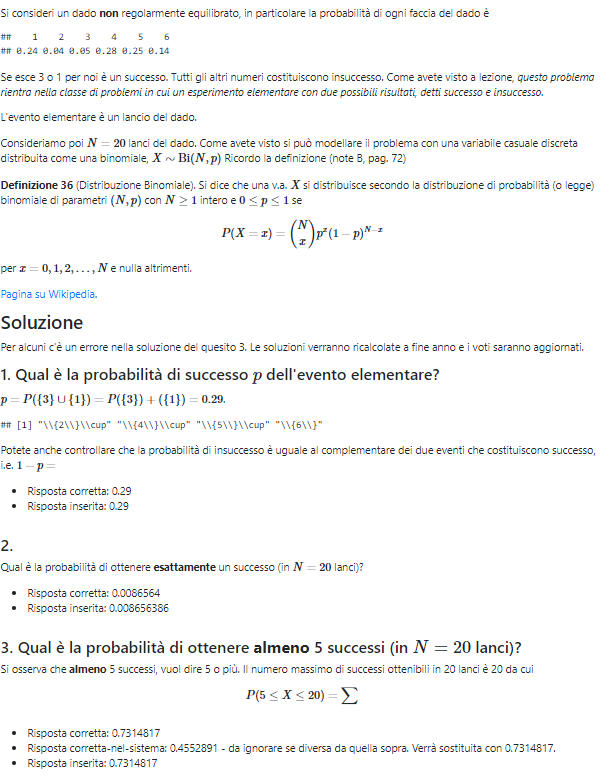 Si consideri un dado non regolarmente equilibrato, in particolare la probabilità di ogni faccia del dado è
##    1    2    3    4    5    6
## 0.24 0.04 0.05 0.28 0.25 0.14
Se esce 3 o 1 per noi è un successo. Tutti gli altri numeri costituiscono insuccesso. Come avete visto a lezione, questo problema
rientra nella classe di problemi in cui un esperimento elementare con due possibili risultati, detti successo e insuccesso.
L'evento elementare è un lancio del dado.
Consideriamo poi N = 20 lanci del dado. Come avete visto si può modellare il problema con una variabile casuale discreta
distribuita come una binomiale, X ∼ Bi(N, p) Ricordo la definizione (note B, pag. 72)
Definizione 36 (Distribuzione Binomiale). Si dice che una v.a. X si distribuisce secondo la distribuzione di probabilità (o legge)
binomiale di parametri (N, p) con N ≥ 1 intero e 0 ≤ p ≤ 1 se
P(X = x) = (N x) p^x (1 − p)^{N−x}
per x = 0, 1, 2, …, N e nulla altrimenti.
Pagina su Wikipedia.
Soluzione
Per alcuni c'è un errore nella soluzione del quesito 3. Le soluzioni verranno ricalcolate a fine anno e i voti saranno aggiornati.
1. Qual è la probabilità di successo p dell'evento elementare?
p = P({3} ∪ {1}) = P({3}) + ({1}) = 0.29.
## [1] "\\{2\\}\\cup" "\\{4\\}\\cup" "\\{5\\}\\cup" "\\{6\\}"
Potete anche controllare che la probabilità di insuccesso è uguale al complementare dei due eventi che costituiscono successo,
i.e. 1 − p =
• Risposta corretta: 0.29
• Risposta inserita: 0.29
2.
Qual è la probabilità di ottenere esattamente un successo (in N = 20 lanci)?
• Risposta corretta: 0.0086564
• Risposta inserita: 0.008656386
3. Qual è la probabilità di ottenere almeno 5 successi (in N = 20 lanci)?
Si osserva che almeno 5 successi, vuol dire 5 o più. Il numero massimo di successi ottenibili in 20 lanci è 20 da cui
P(5 ≤ X ≤ 20) = ∑
• Risposta corretta: 0.7314817
• Risposta corretta-nel-sistema: 0.4552891 - da ignorare se diversa da quella sopra. Verrà sostituita con 0.7314817.
• Risposta inserita: 0.7314817